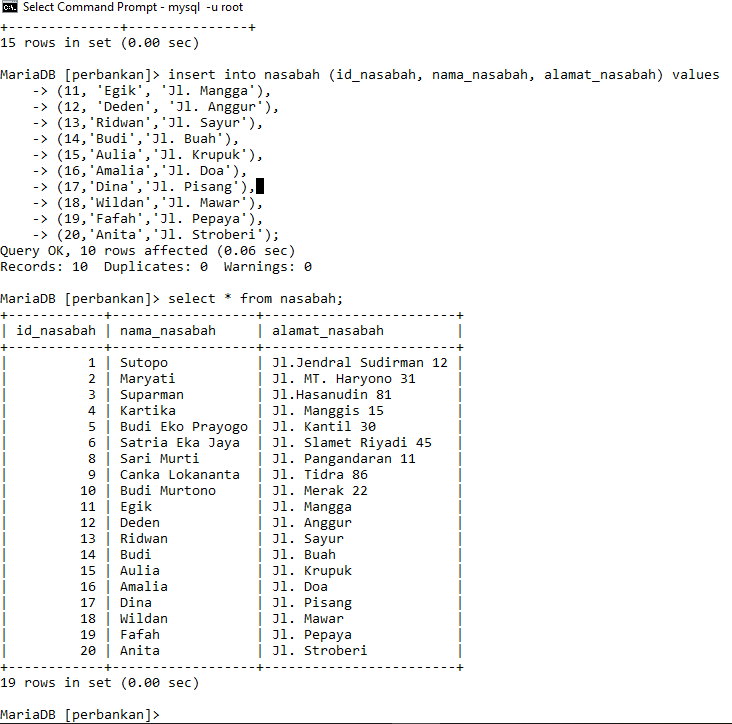 Select Command Prompt - mysql -u root
+--------------+---------------+
15 rows in set (0.00 sec)
MariaDB [perbankan]> insert into nasabah (id_nasabah, nama_nasabah, alamat_nasabah) values
    -> (11, 'Egik', 'Jl. Mangga'),
    -> (12, 'Deden', 'Jl. Anggur'),
    -> (13,'Ridwan','Jl. Sayur'),
    -> (14,'Budi','Jl. Buah'),
    -> (15,'Aulia','Jl. Krupuk'),
    -> (16,'Amalia','Jl. Doa'),
    -> (17,'Dina','Jl. Pisang'),
    -> (18,'Wildan','Jl. Mawar'),
    -> (19,'Fafah','Jl. Pepaya'),
    -> (20,'Anita','Jl. Stroberi');
Query OK, 10 rows affected (0.06 sec)
Records: 10  Duplicates: 0  Warnings: 0
MariaDB [perbankan]> select * from nasabah;
+------------+------------------+------------------------+
| id_nasabah | nama_nasabah     | alamat_nasabah         |
+------------+------------------+------------------------+
|          1 | Sutopo           | Jl.Jendral Sudirman 12 |
|          2 | Maryati          | Jl. MT. Haryono 31     |
|          3 | Suparman         | Jl.Hasanudin 81        |
|          4 | Kartika          | Jl. Manggis 15         |
|          5 | Budi Eko Prayogo | Jl. Kantil 30          |
|          6 | Satria Eka Jaya  | Jl. Slamet Riyadi 45   |
|          8 | Sari Murti       | Jl. Pangandaran 11     |
|          9 | Canka Lokananta  | Jl. Tidra 86           |
|         10 | Budi Murtono     | Jl. Merak 22           |
|         11 | Egik             | Jl. Mangga             |
|         12 | Deden            | Jl. Anggur             |
|         13 | Ridwan           | Jl. Sayur              |
|         14 | Budi             | Jl. Buah               |
|         15 | Aulia            | Jl. Krupuk             |
|         16 | Amalia           | Jl. Doa                |
|         17 | Dina             | Jl. Pisang             |
|         18 | Wildan           | Jl. Mawar              |
|         19 | Fafah            | Jl. Pepaya             |
|         20 | Anita            | Jl. Stroberi           |
+------------+------------------+------------------------+
19 rows in set (0.00 sec)
MariaDB [perbankan]>